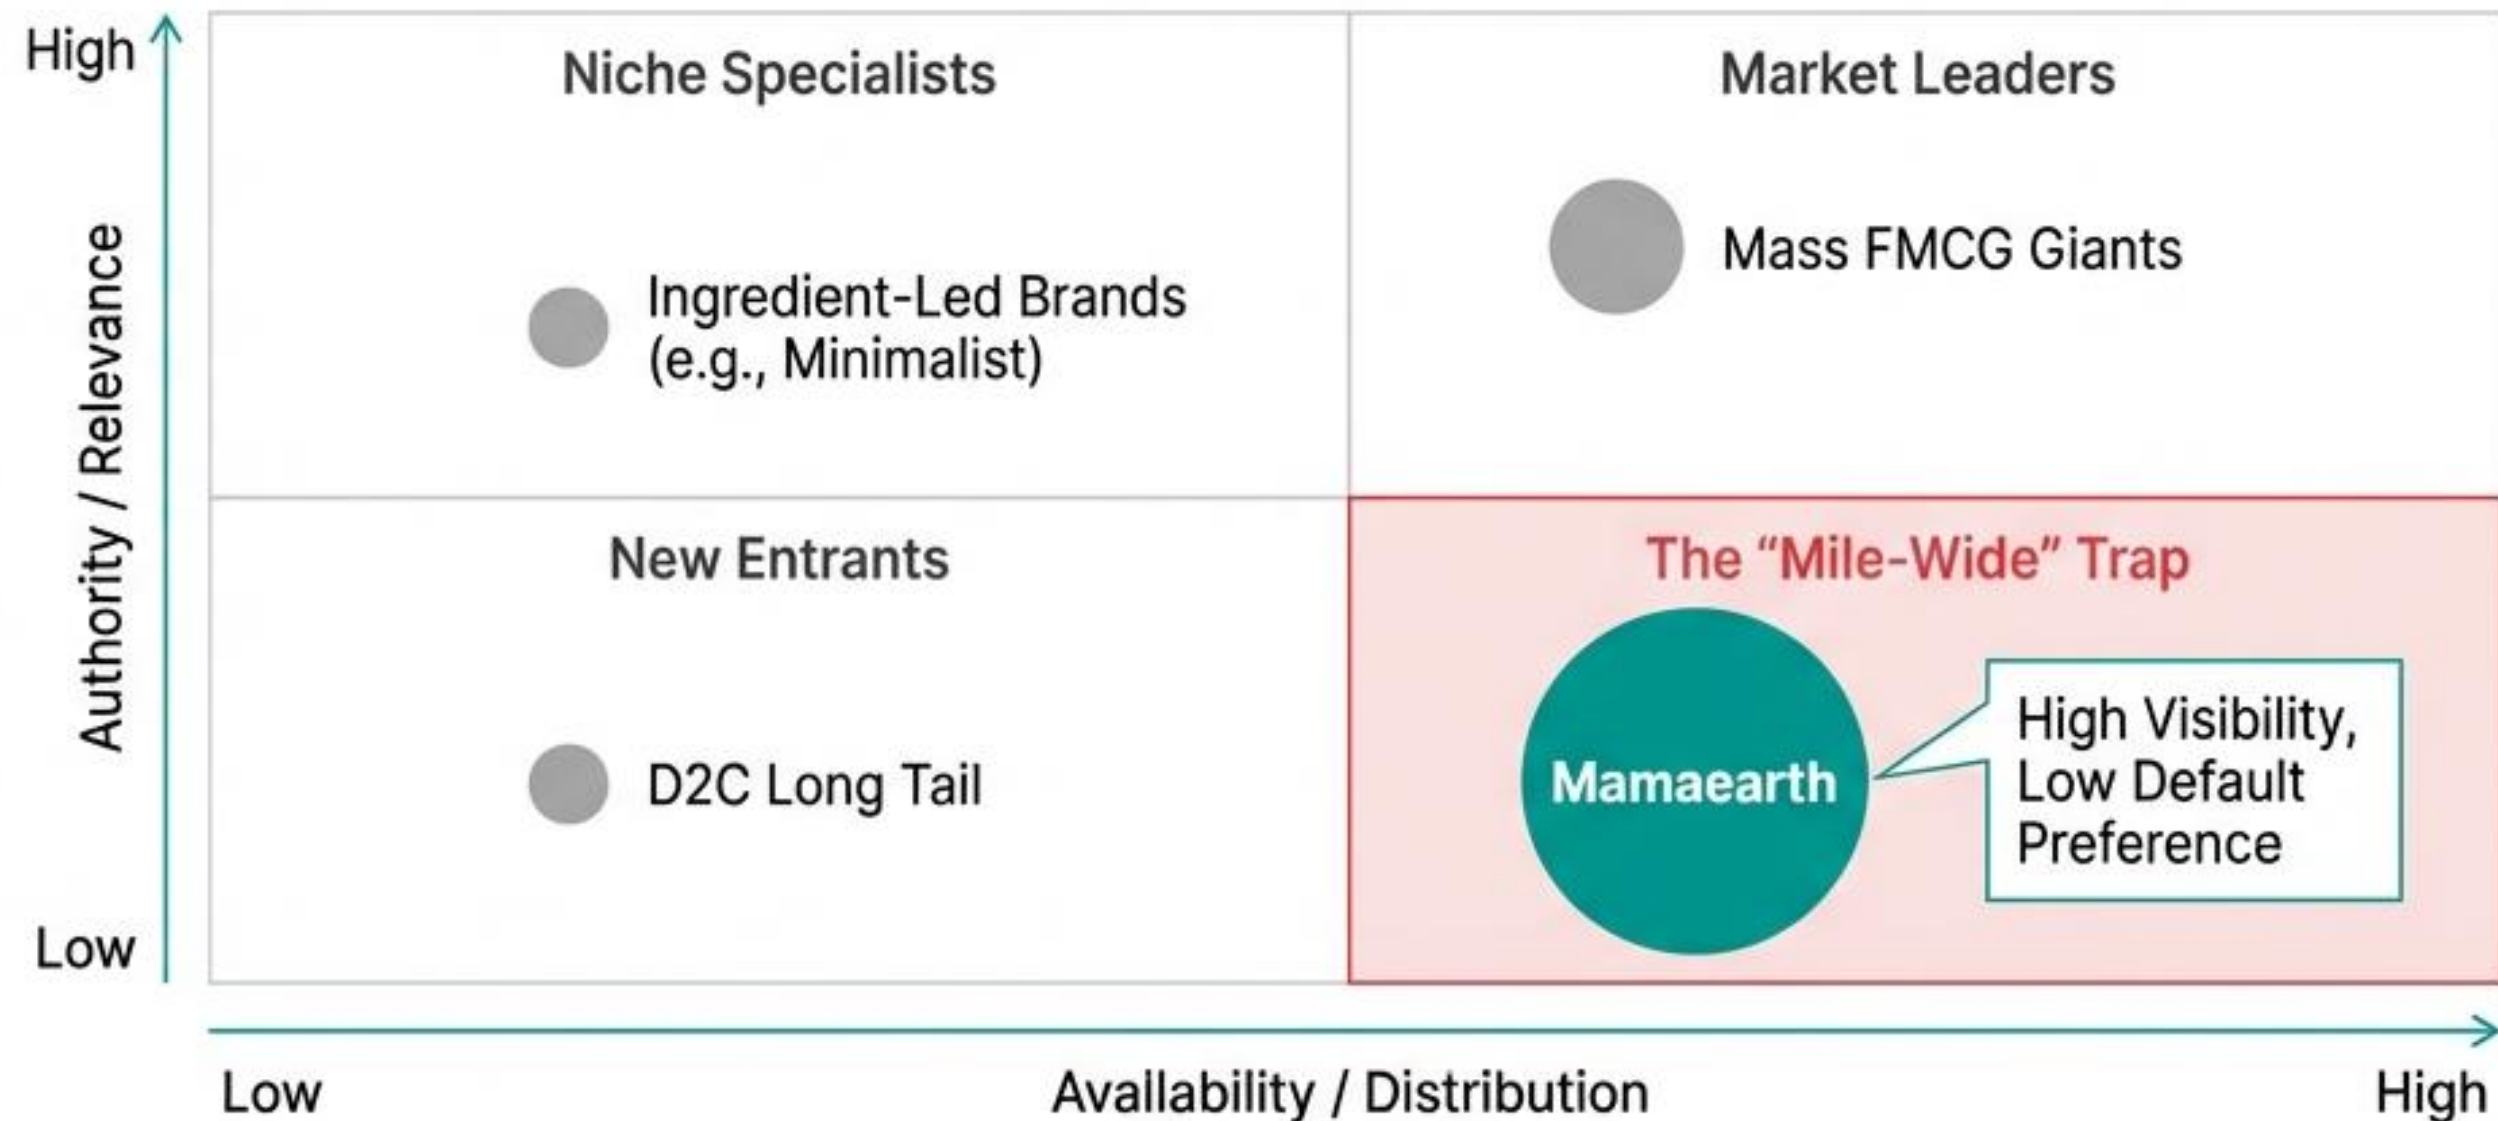 High
Niche Specialists
Market Leaders
Mass FMCG Giants
Ingredient-Led Brands
(e.g., Minimalist)
Authority / Relevance
New Entrants
The “Mile-Wide” Trap
D2C Long Tail
Mamaearth
High Visibility,
Low Default
Preference
Low
Low
Availability / Distribution
High